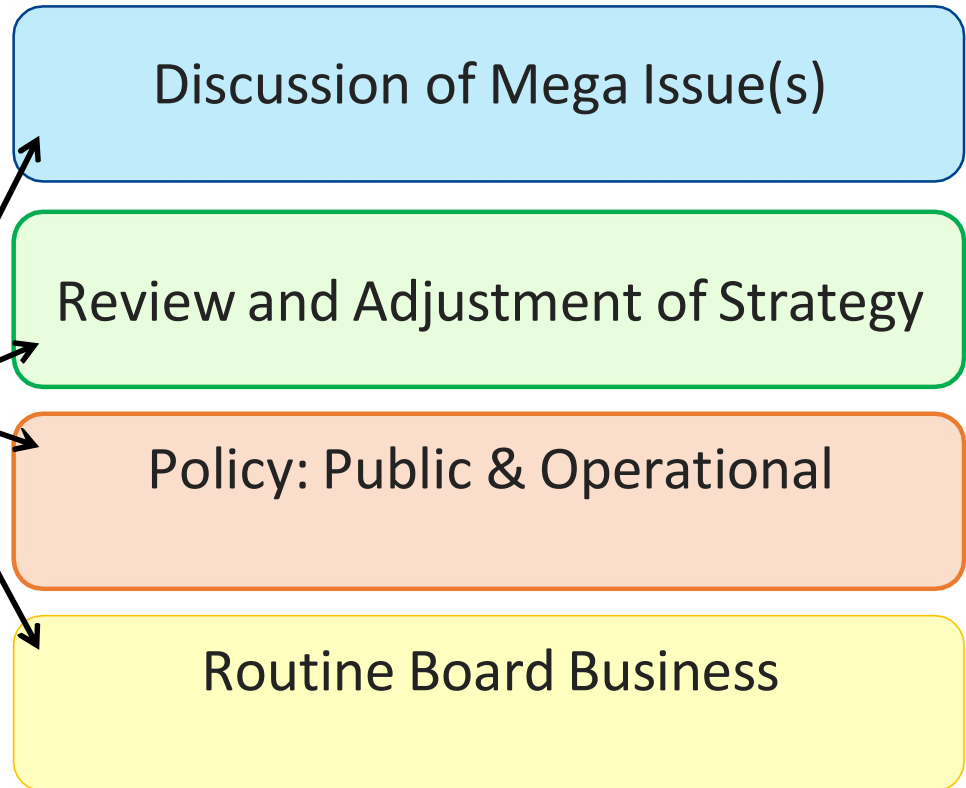 Discussion of Mega Issue(s)
Review and Adjustment of Strategy
Policy: Public & Operational
Routine Board Business